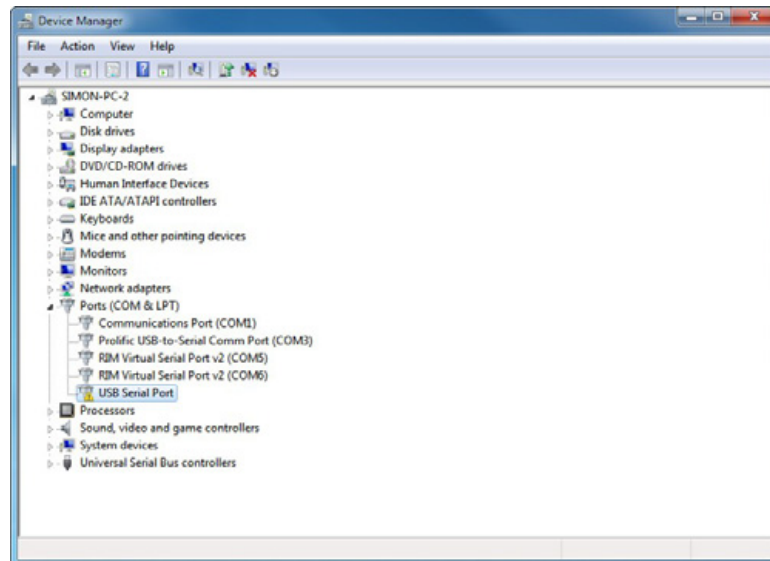 Device Manager
File Action View Help
SIMON-PC-2
Computer
Disk drives
Display adapters
DVD/CD-ROM drives
Human Interface Devices
IDE ATA/ATAPI controllers
Keyboards
Mice and other pointing devices
Modems
Monitors
Network adapters
Ports (COM & LPT)
Communications Port (COM1)
Prolific USB-to-Serial Comm Port (COM3)
RIM Virtual Serial Port v2 (COM5)
RIM Virtual Serial Port v2 (COM6)
USB Serial Port
Processors
Sound, video and game controllers
System devices
Universal Serial Bus controllers